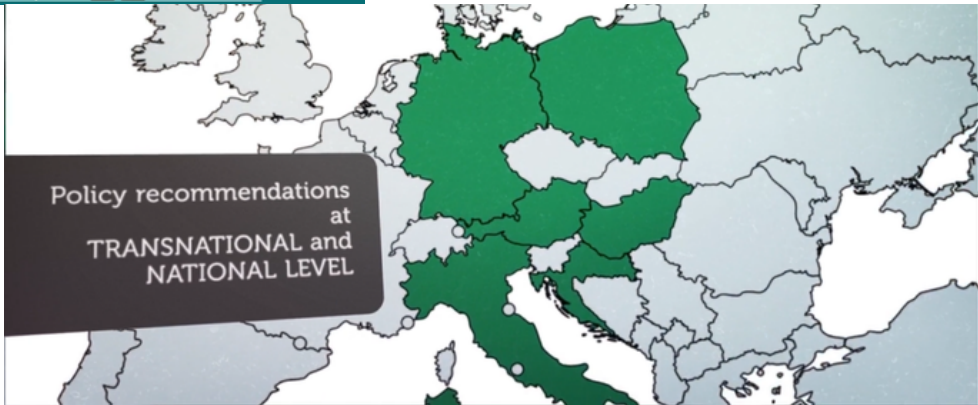 Policy recommendations
at
TRANSNATIONAL and
NATIONAL LEVEL